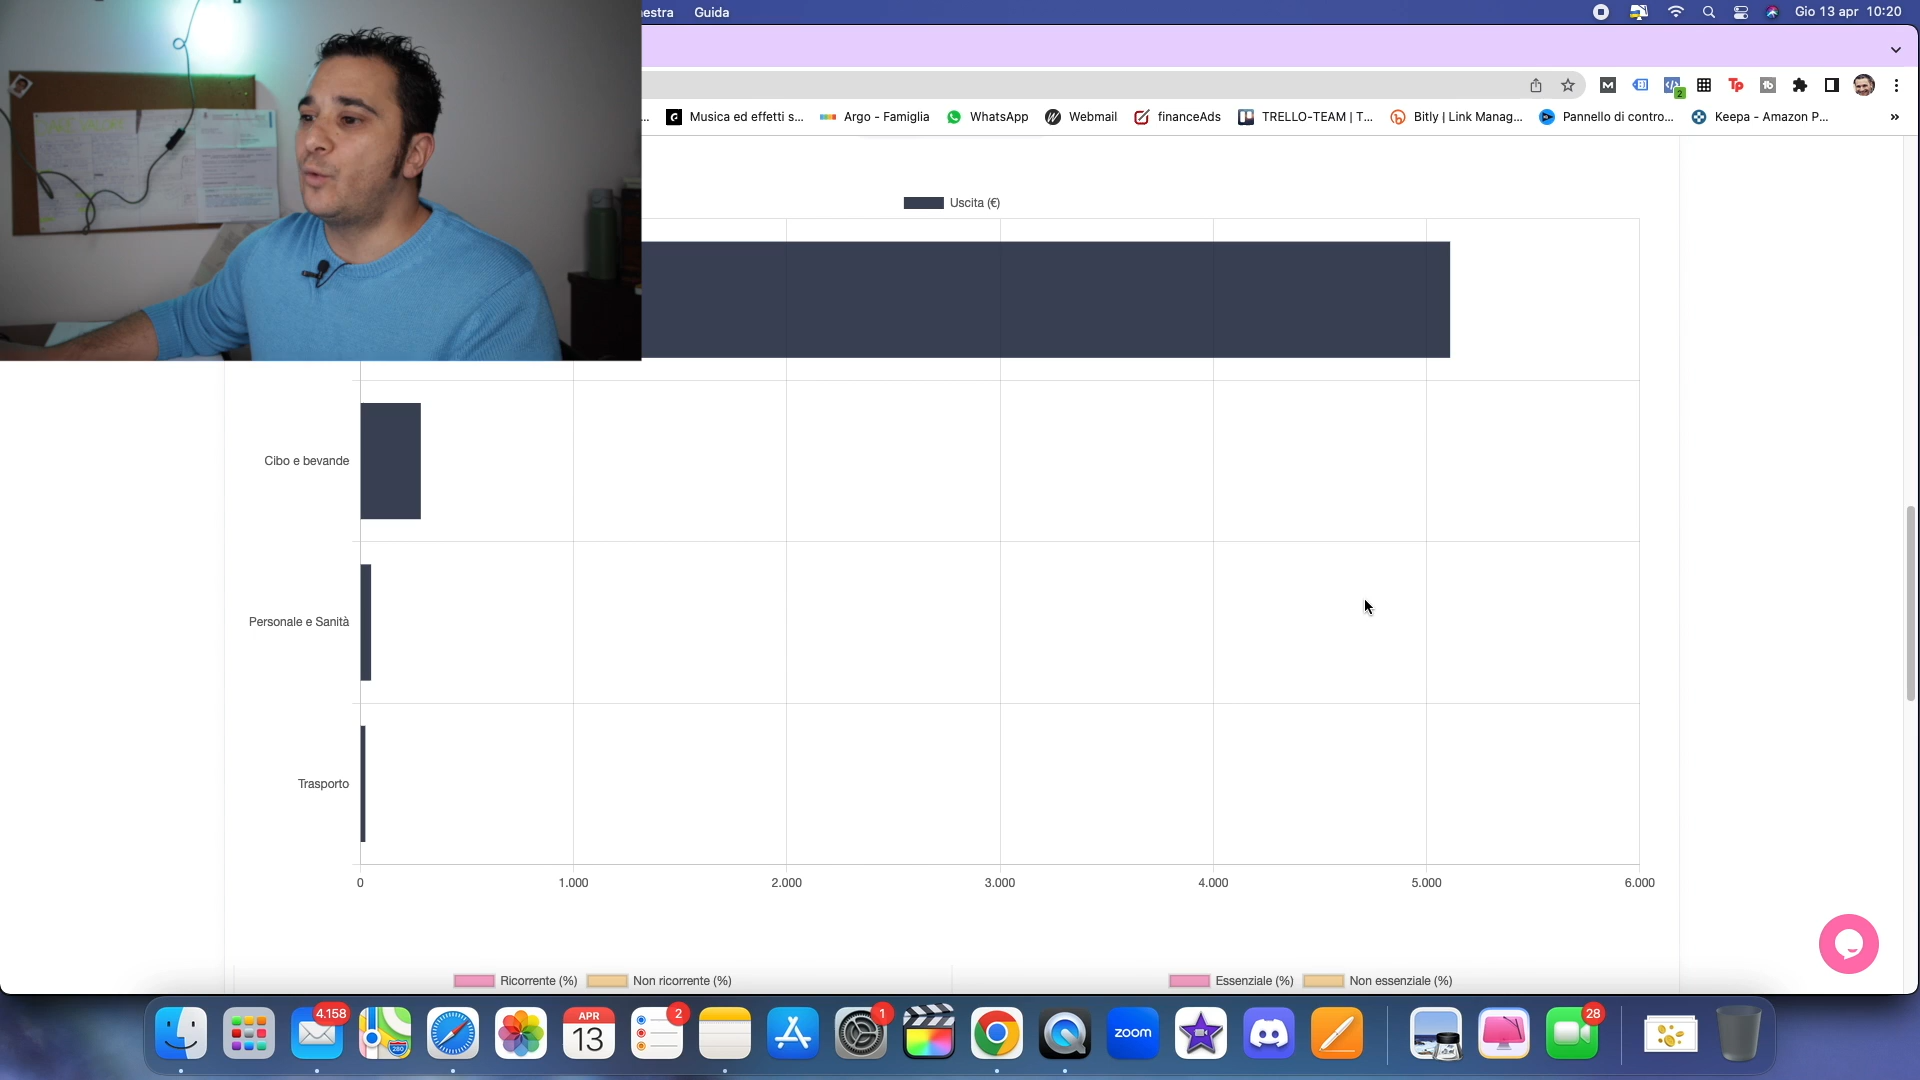 estra Guida
Gio 13 apr 10:20
2
Tp
... Musica ed effetti s... Argo - Famiglia WhatsApp Webmail financeAds TRELLO-TEAM | T... Bitly | Link Manag... Pannello di contro... Keepa - Amazon P... »
Uscita (€)
Cibo e bevande
Personale e Sanità
Trasporto
0 1.000 2.000 3.000 4.000 5.000 6.000
Ricorrente (%) Non ricorrente (%)
Essenziale (%) Non essenziale (%)
4.158
280
APR
13
2
1
zoom
28